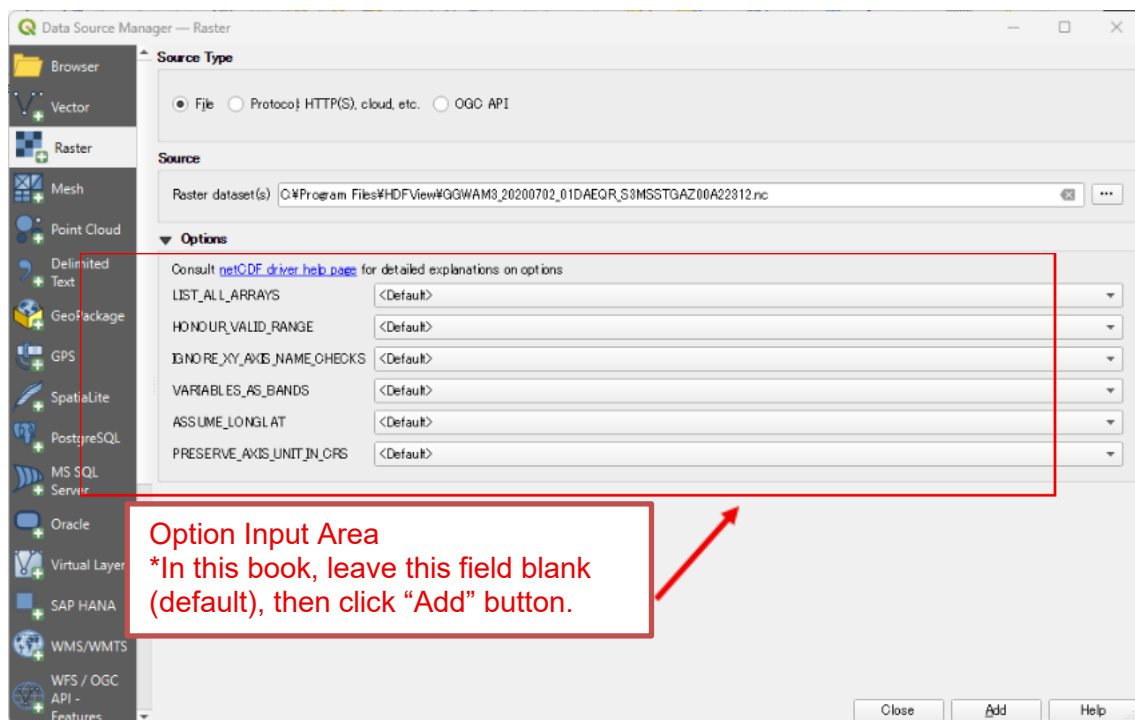 Data Source Manager — Raster
Browser
Vector
Raster
Mesh
Point Cloud
Delimited
Text
GeoPackage
GPS
SpatiaLite
PostgreSQL
MS SQL
Server
Oracle
Virtual Layer
SAP HANA
WMS/WMTS
WFS / OGC
API -
Features
Source Type
File Protocol: HTTP(S), cloud, etc. OGC API
Source
Raster dataset(s) C:¥Program Files¥HDFView¥GGWAM3_20200702_01DAEQR_S3MSSTGAZ00A22312.nc ...
Options
Consult netCDF driver help page for detailed explanations on options
LIST_ALL_ARRAYS <Default>
HONOUR_VALID_RANGE <Default>
IGNORE_XY_AXIS_NAME_CHECKS <Default>
VARIABLES_AS_BANDS <Default>
ASSUME_LONGLAT <Default>
PRESERVE_AXIS_UNIT_IN_CRS <Default>
Option Input Area
*In this book, leave this field blank
(default), then click “Add” button.
Close Add Help